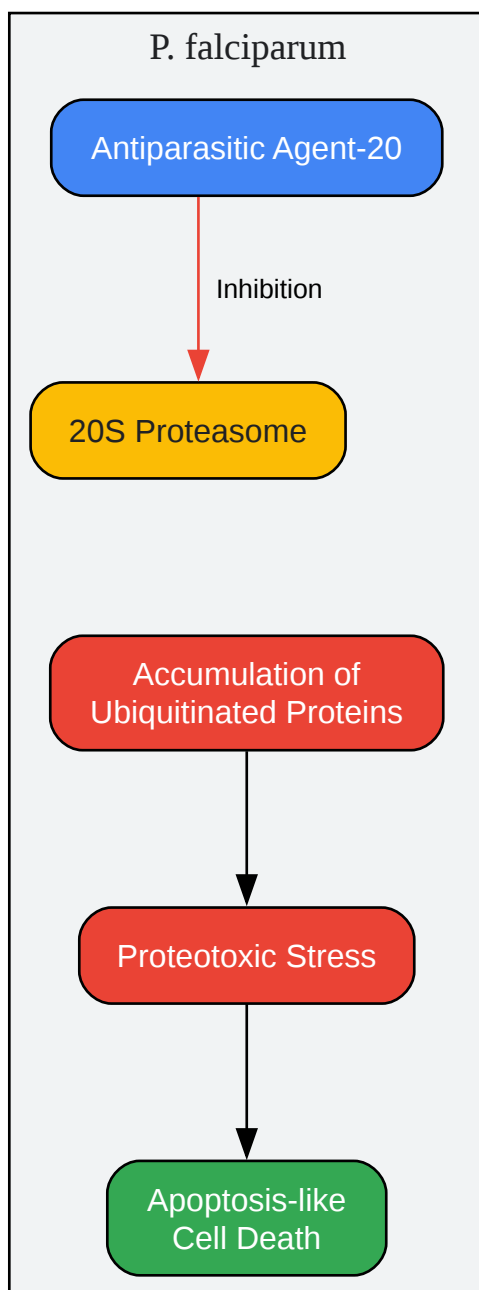 P. falciparum
Antiparasitic Agent-20
Inhibition
20S Proteasome
Accumulation of
Ubiquitinated Proteins
Proteotoxic Stress
Apoptosis-like
Cell Death